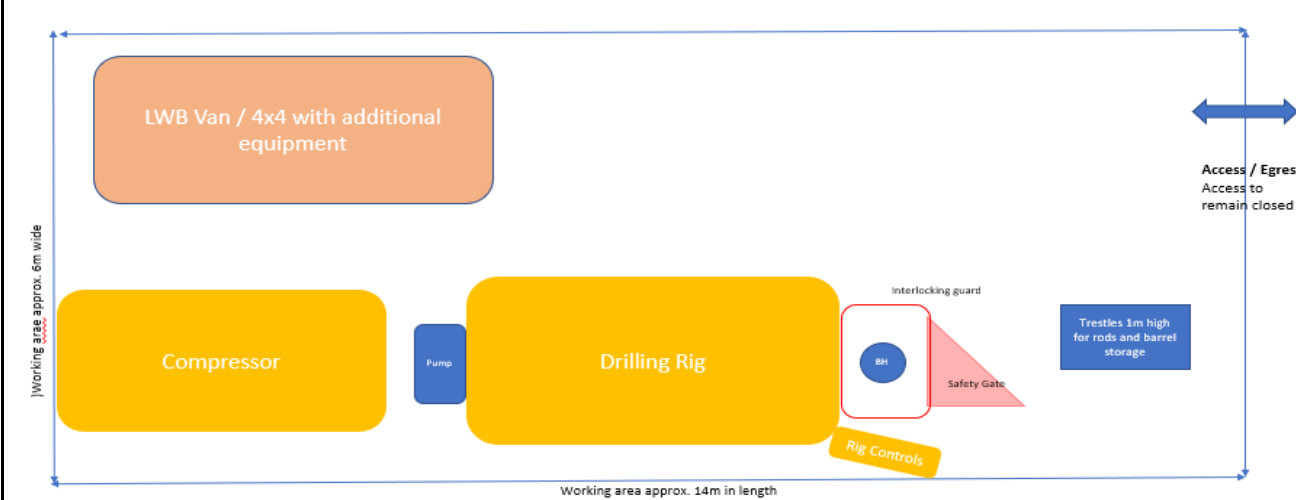 LWB Van / 4x4 with additional
equipment
Access / Egres
Access to
remain closed
)Working arae approx. 6m wide
Interlocking guard
Compressor
Pump
Drilling Rig
BH
Safety Gate
Trestles 1m high
for rods and barrel
storage
Rig Controls
Working area approx. 14m in length